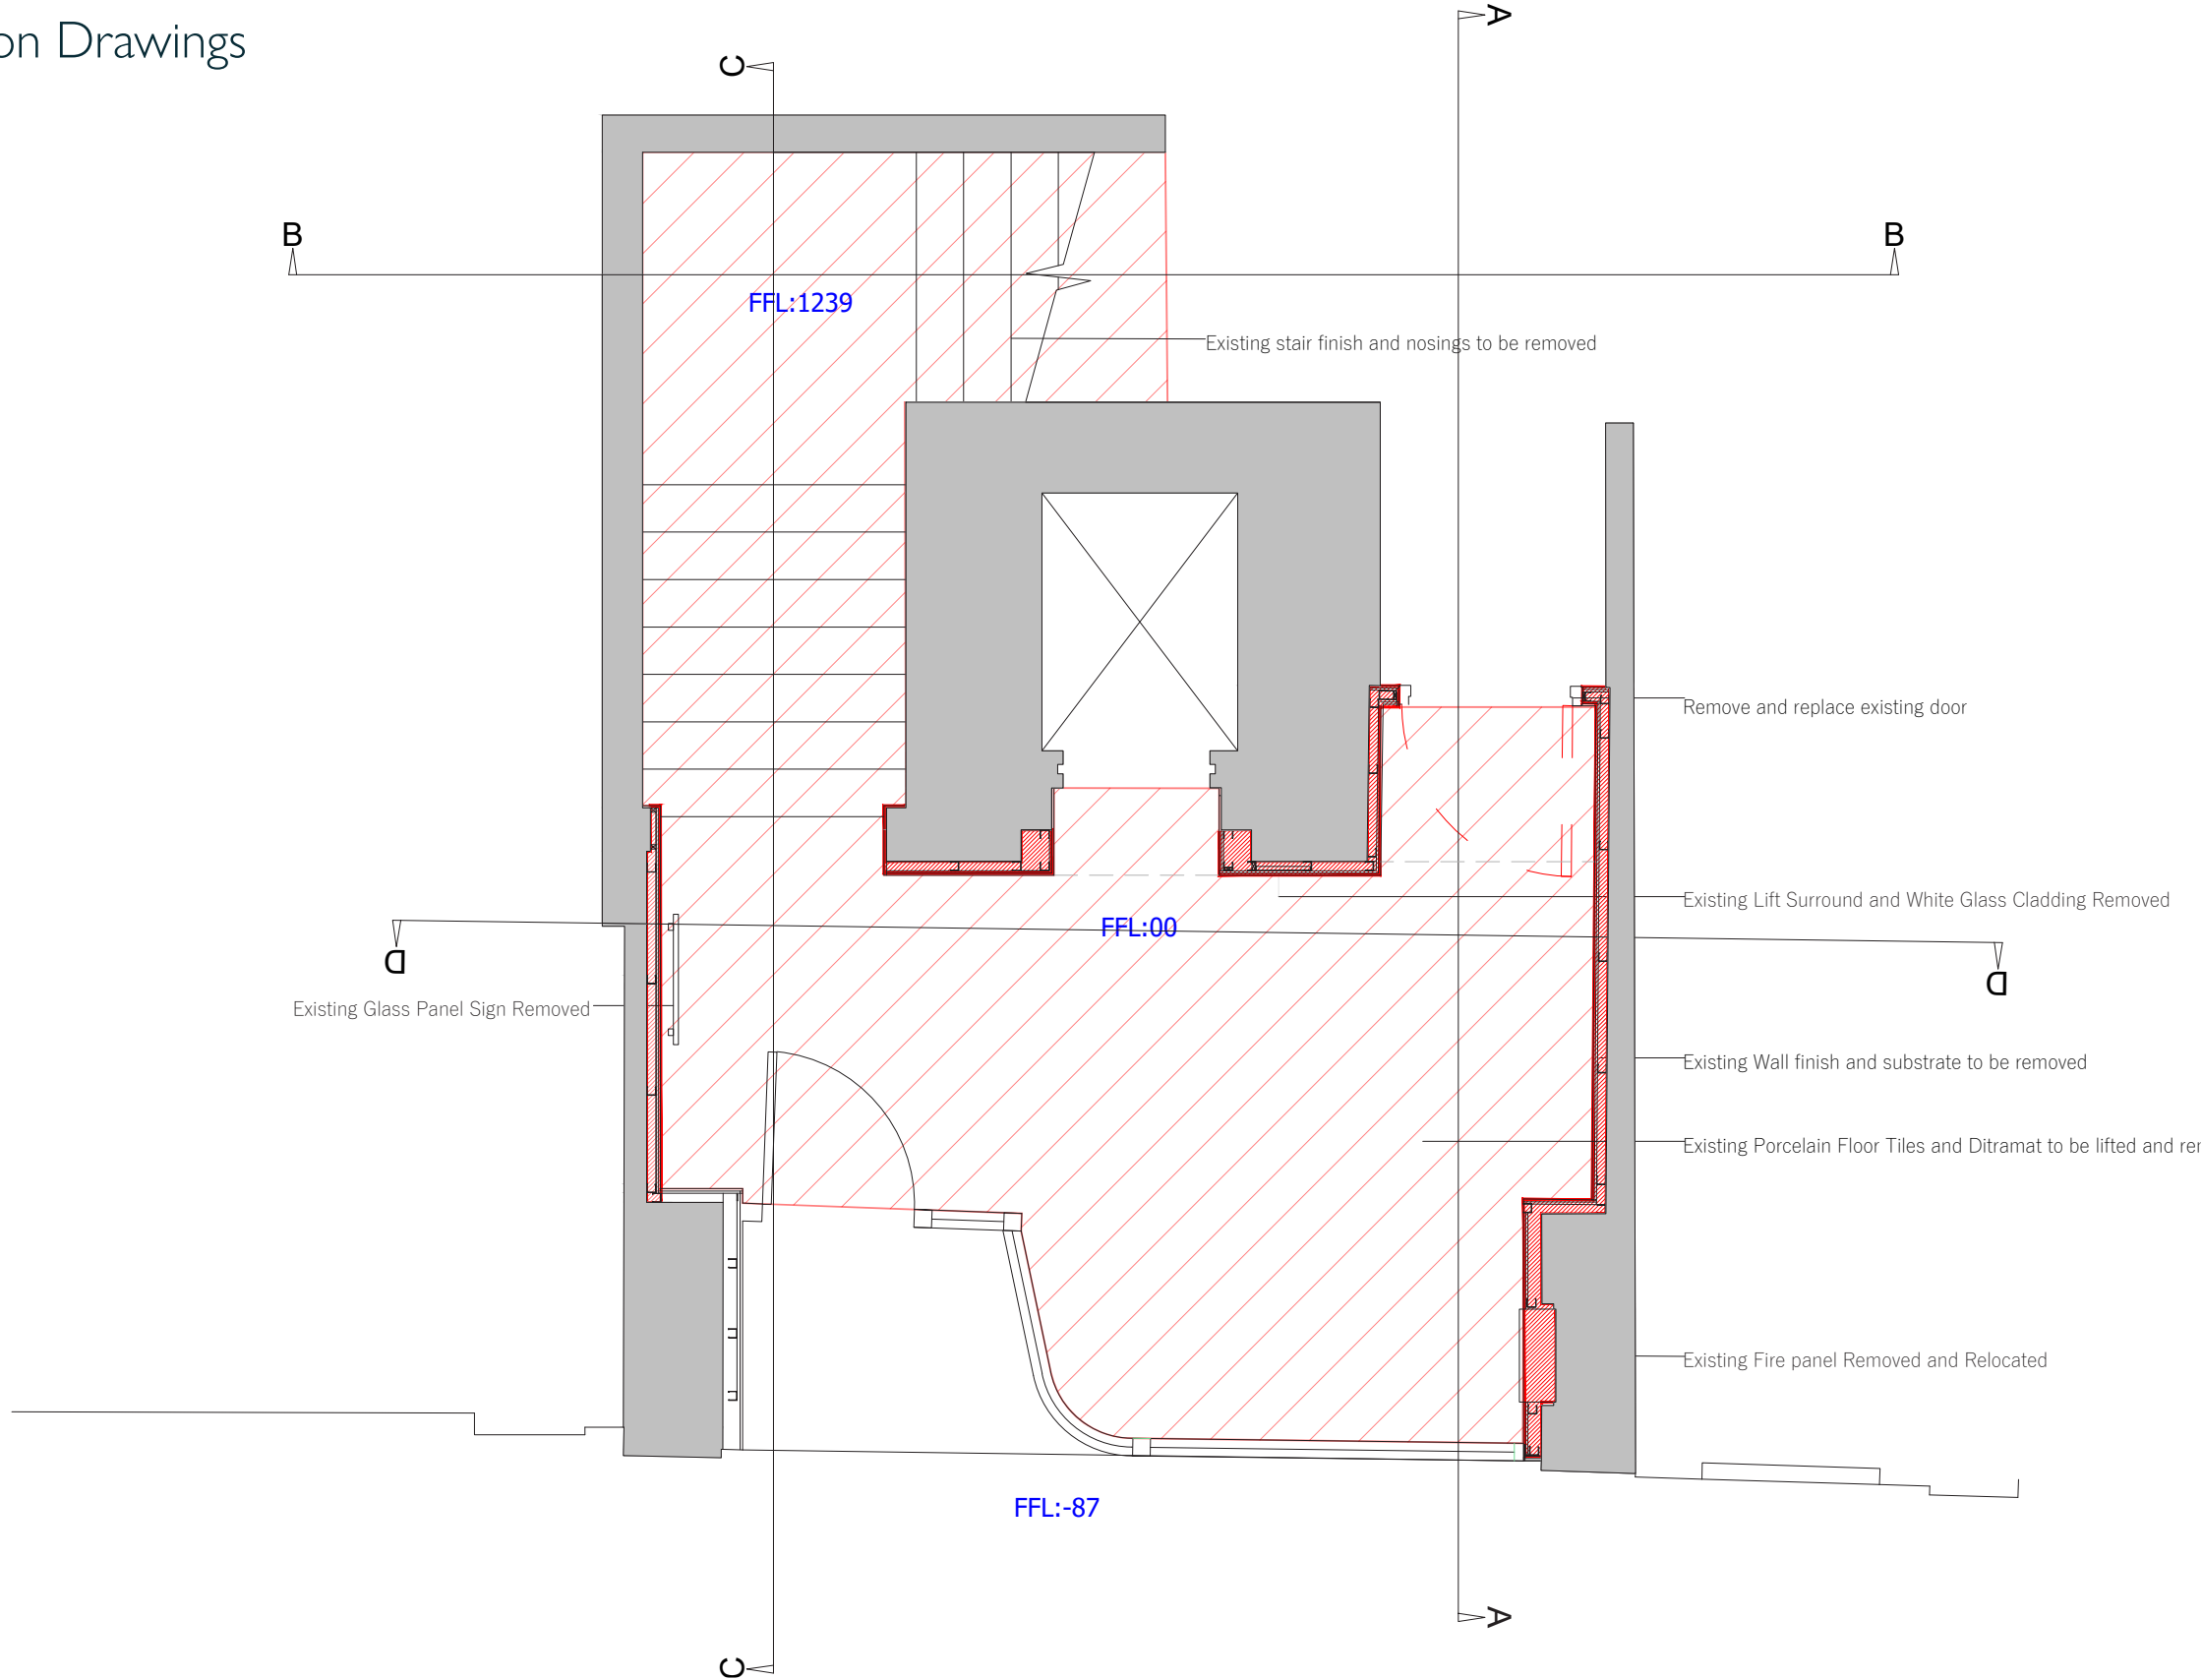 on Drawings
A
C
B
B
FFL:1239
Existing stair finish and nosings to be removed
Remove and replace existing door
Existing Lift Surround and White Glass Cladding Removed
FFL:00
D
D
Existing Glass Panel Sign Removed
Existing Wall finish and substrate to be removed
Existing Porcelain Floor Tiles and Ditramat to be lifted and
Existing Fire panel Removed and Relocated
FFL:-87
A
C